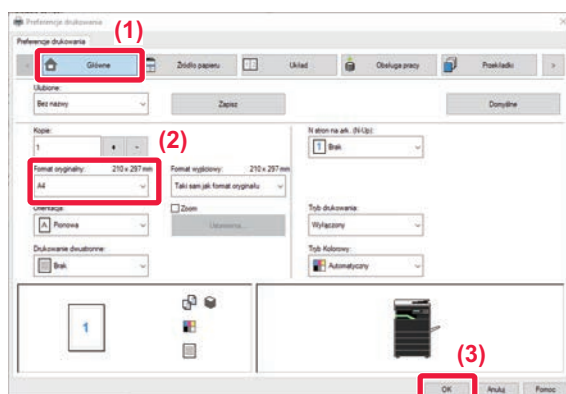 Preferencje drukowania
(1)
Preferencje drukowania
Główne
Źródło papieru
Układ
Obsługa pracy
Przekładki
Ulubione:
Bez nazwy
Zapisz
Domyślne
Kopie:
1
(2)
N stron na ark. (N-Up):
1 Brak
Format oryginalny: 210 x 297 mm
Format wyjściowy: 210 x 297 mm
A4
Taki sam jak format oryginału
Orientacja:
Zoom
Tryb drukowania:
A Pionowa
Ustawienia...
Wyłączony
Drukowanie dwustronne:
Tryb Kolorowy:
Brak
Automatyczny
1
(3)
OK
Anuluj
Pomoc